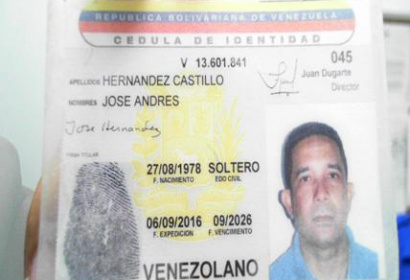 REPUBLICA BOLIVARIANA DE VENEZUELA
CEDULA DE IDENTIDAD
V 13.601.841
045
APELLIDOS HERNANDEZ CASTILLO
Juan Dugarte
Director
NOMBRES JOSE ANDRES
Jose Hernandez
FIRMA TITULAR
27/08/1978 SOLTERO
F. NACIMIENTO EDO CIVIL
06/09/2016 09/2026
F. EXPEDICION F. VENCIMIENTO
VENEZOLANO